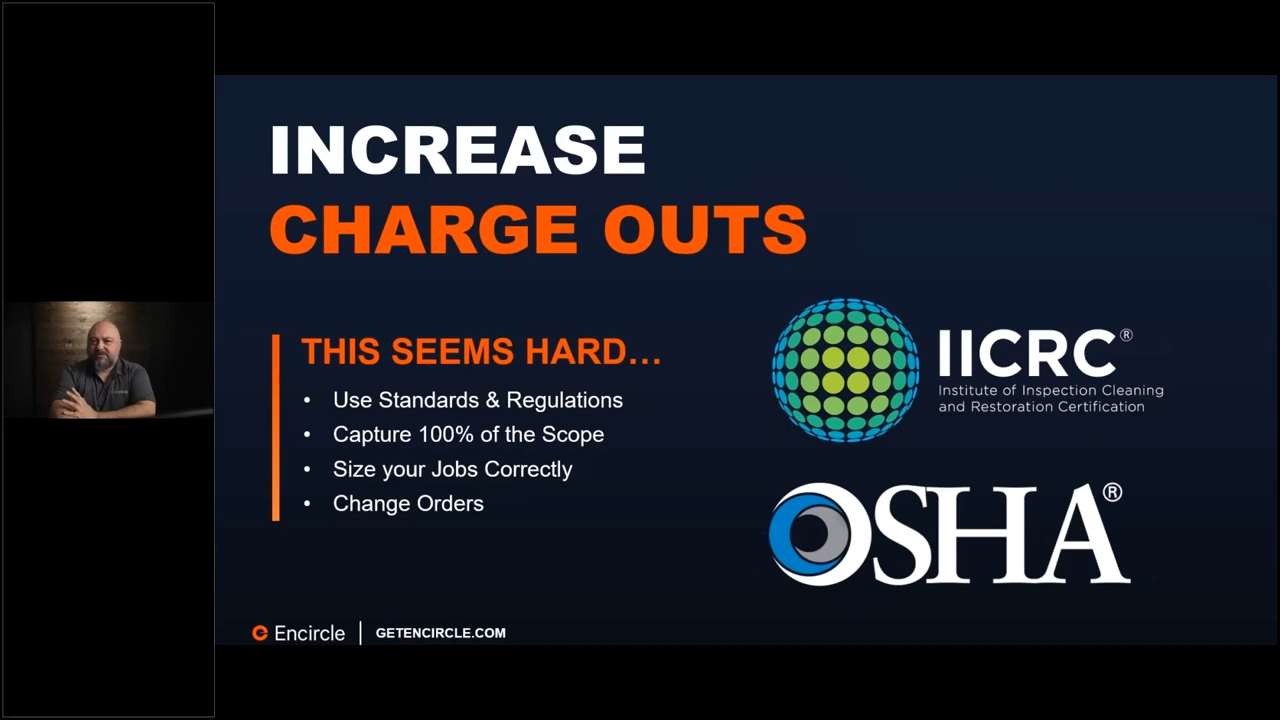 INCREASE
CHARGE OUTS
THIS SEEMS HARD...
• Use Standards & Regulations
• Capture 100% of the Scope
• Size your Jobs Correctly
• Change Orders
IICRC®
Institute of Inspection Cleaning
and Restoration Certification
OSHA®
Encircle | GETENCIRCLE.COM